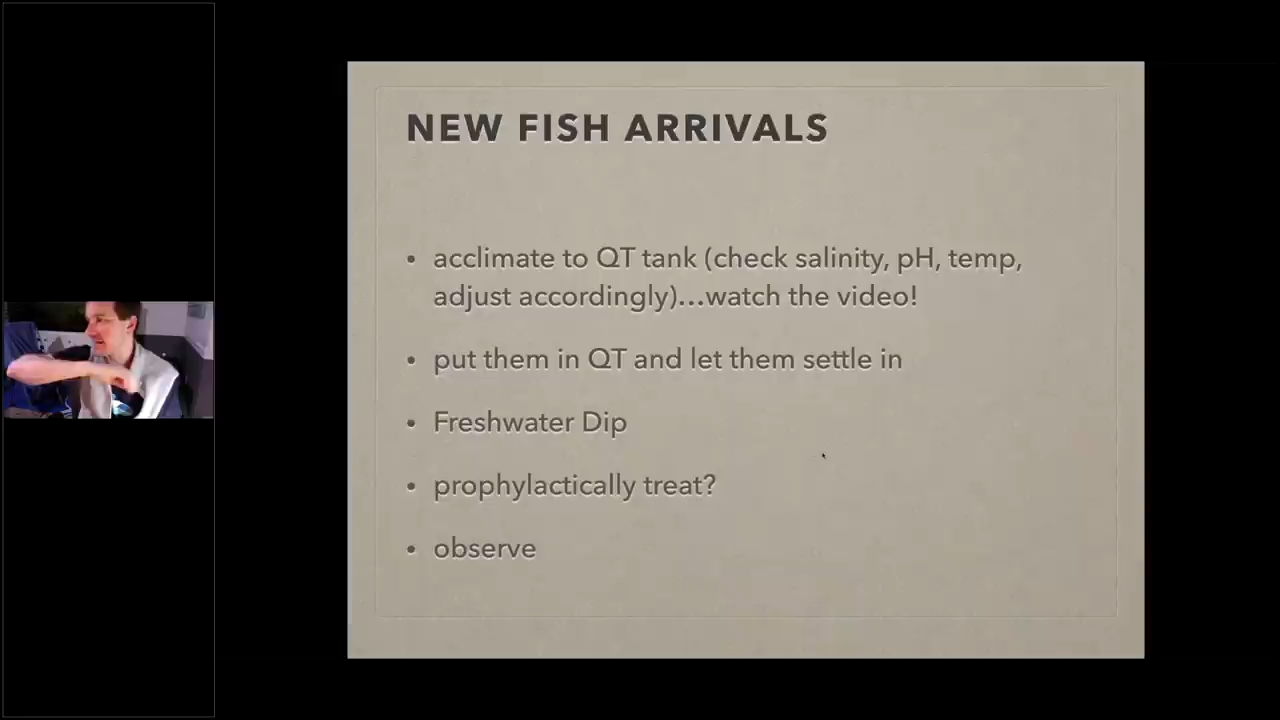 NEW FISH ARRIVALS
• acclimate to QT tank (check salinity, pH, temp,
adjust accordingly)...watch the video!
• put them in QT and let them settle in
• Freshwater Dip
• prophylactically treat?
• observe